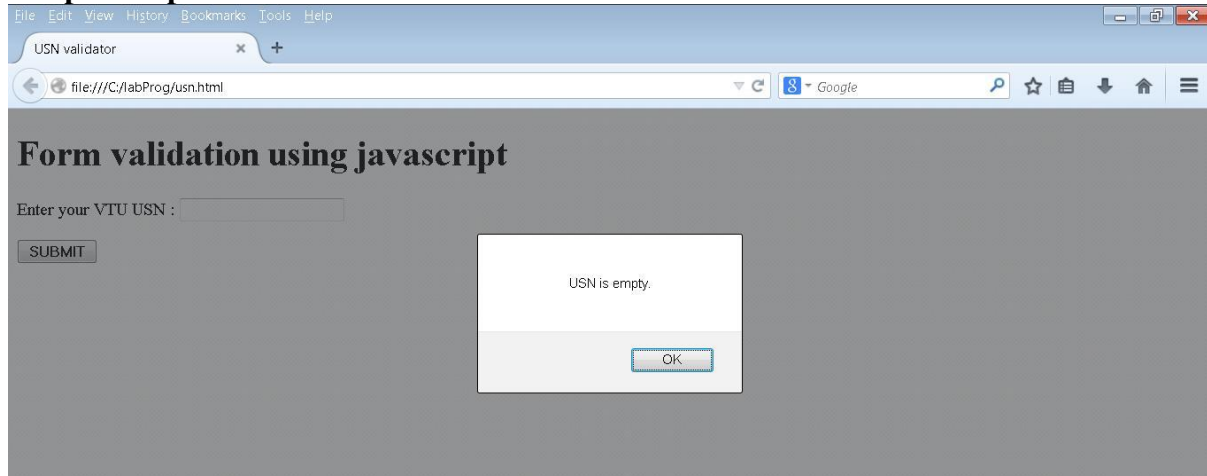 File Edit View History Bookmarks Tools Help
USN validator
file:///C:/labProg/usn.html
8 Google
Form validation using javascript
Enter your VTU USN :
SUBMIT
USN is empty.
OK